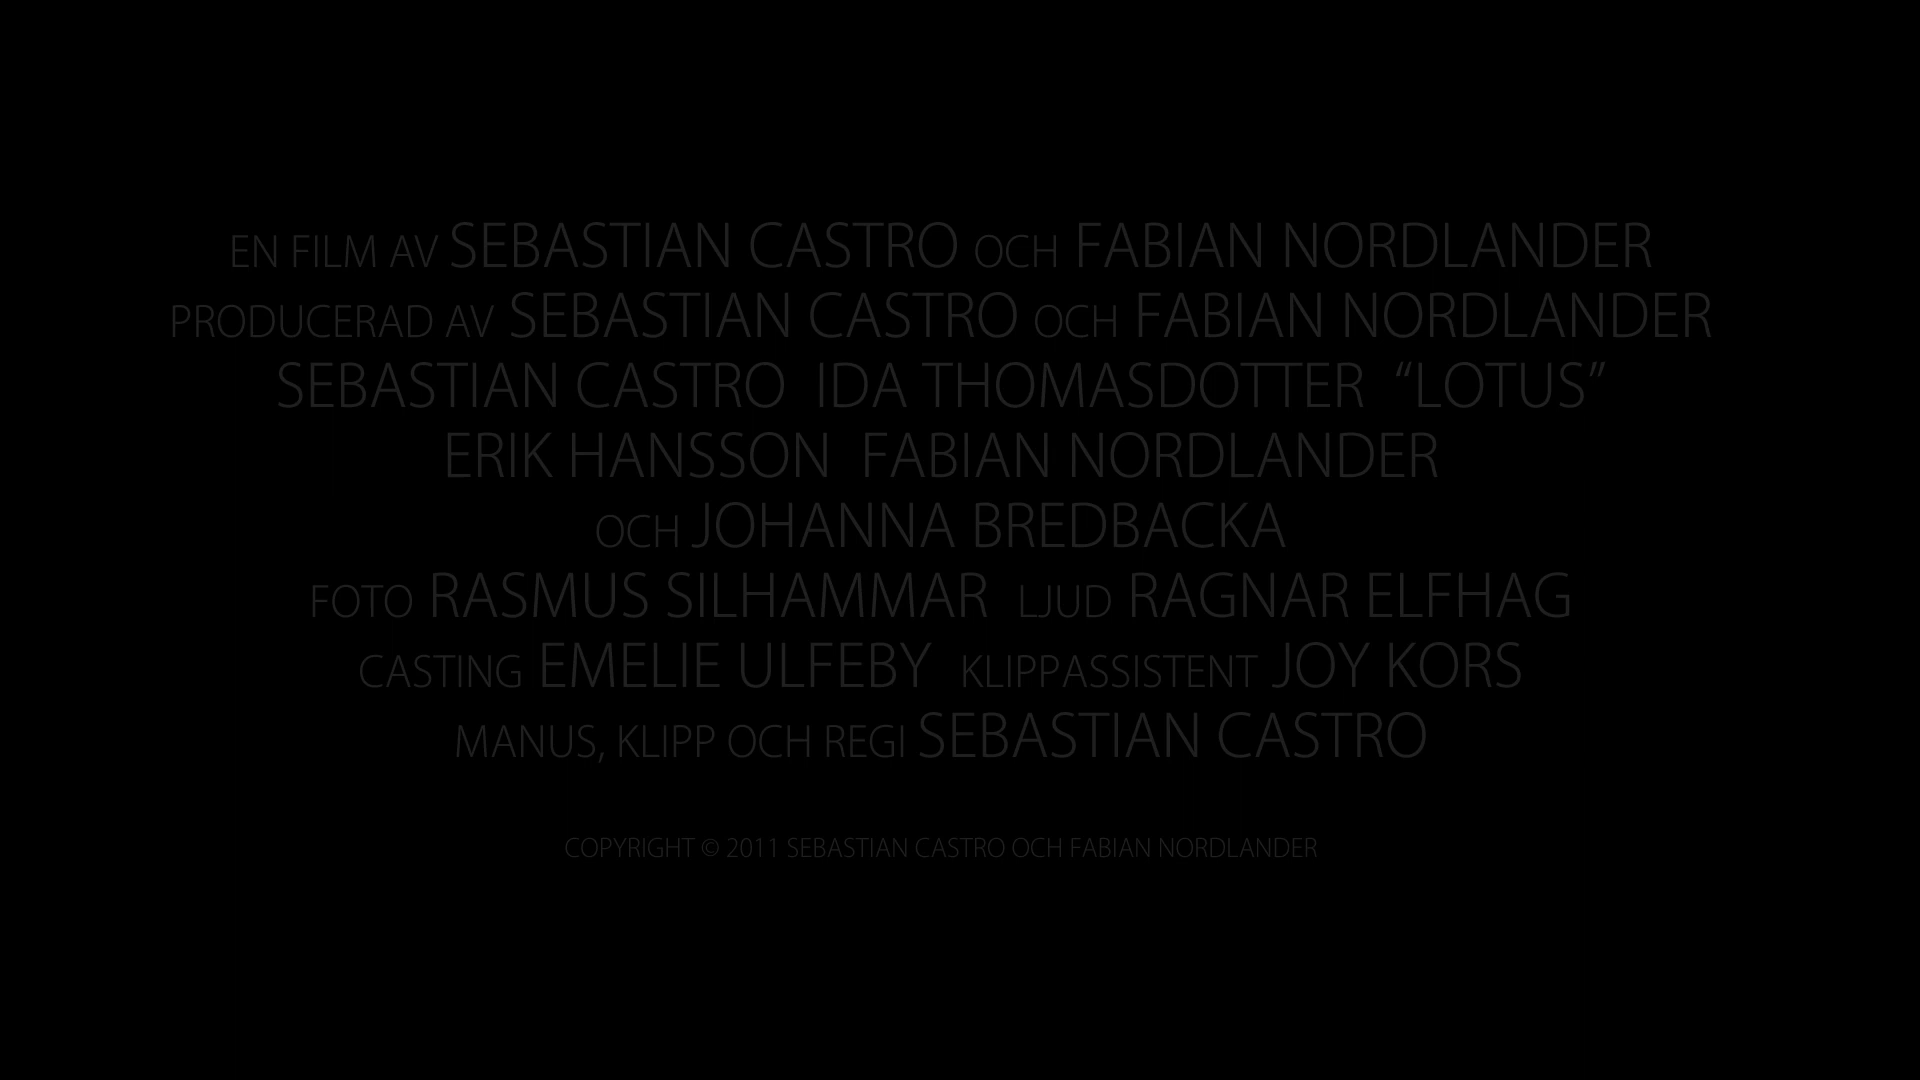 EN FILM AV SEBASTIAN CASTRO OCH FABIAN NORDLANDER
PRODUCERAD AV SEBASTIAN CASTRO OCH FABIAN NORDLANDER
SEBASTIAN CASTRO IDA THOMASDOTTER “LOTUS”
ERIK HANSSON FABIAN NORDLANDER
OCH JOHANNA BREDBACKA
FOTO RASMUS SILHAMMAR LJUD RAGNAR ELFHAG
CASTING EMELIE ULFEBY KLIPPASSISTENT JOY KORS
MANUS, KLIPP OCH REGI SEBASTIAN CASTRO
COPYRIGHT © 2011 SEBASTIAN CASTRO OCH FABIAN NORDLANDER